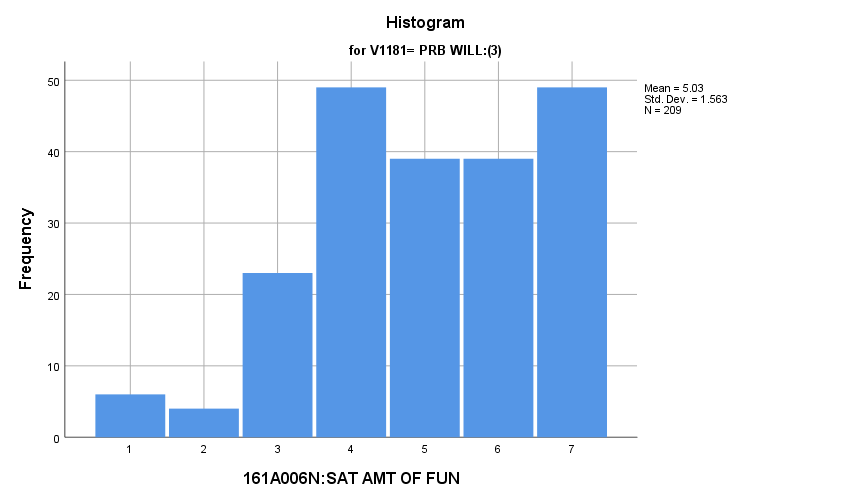 Histogram
for V1181= PRB WILL:(3)
Mean = 5.03
Std. Dev. = 1.563
N = 209
Frequency
50
40
30
20
10
0
1 2 3 4 5 6 7
161A006N:SAT AMT OF FUN